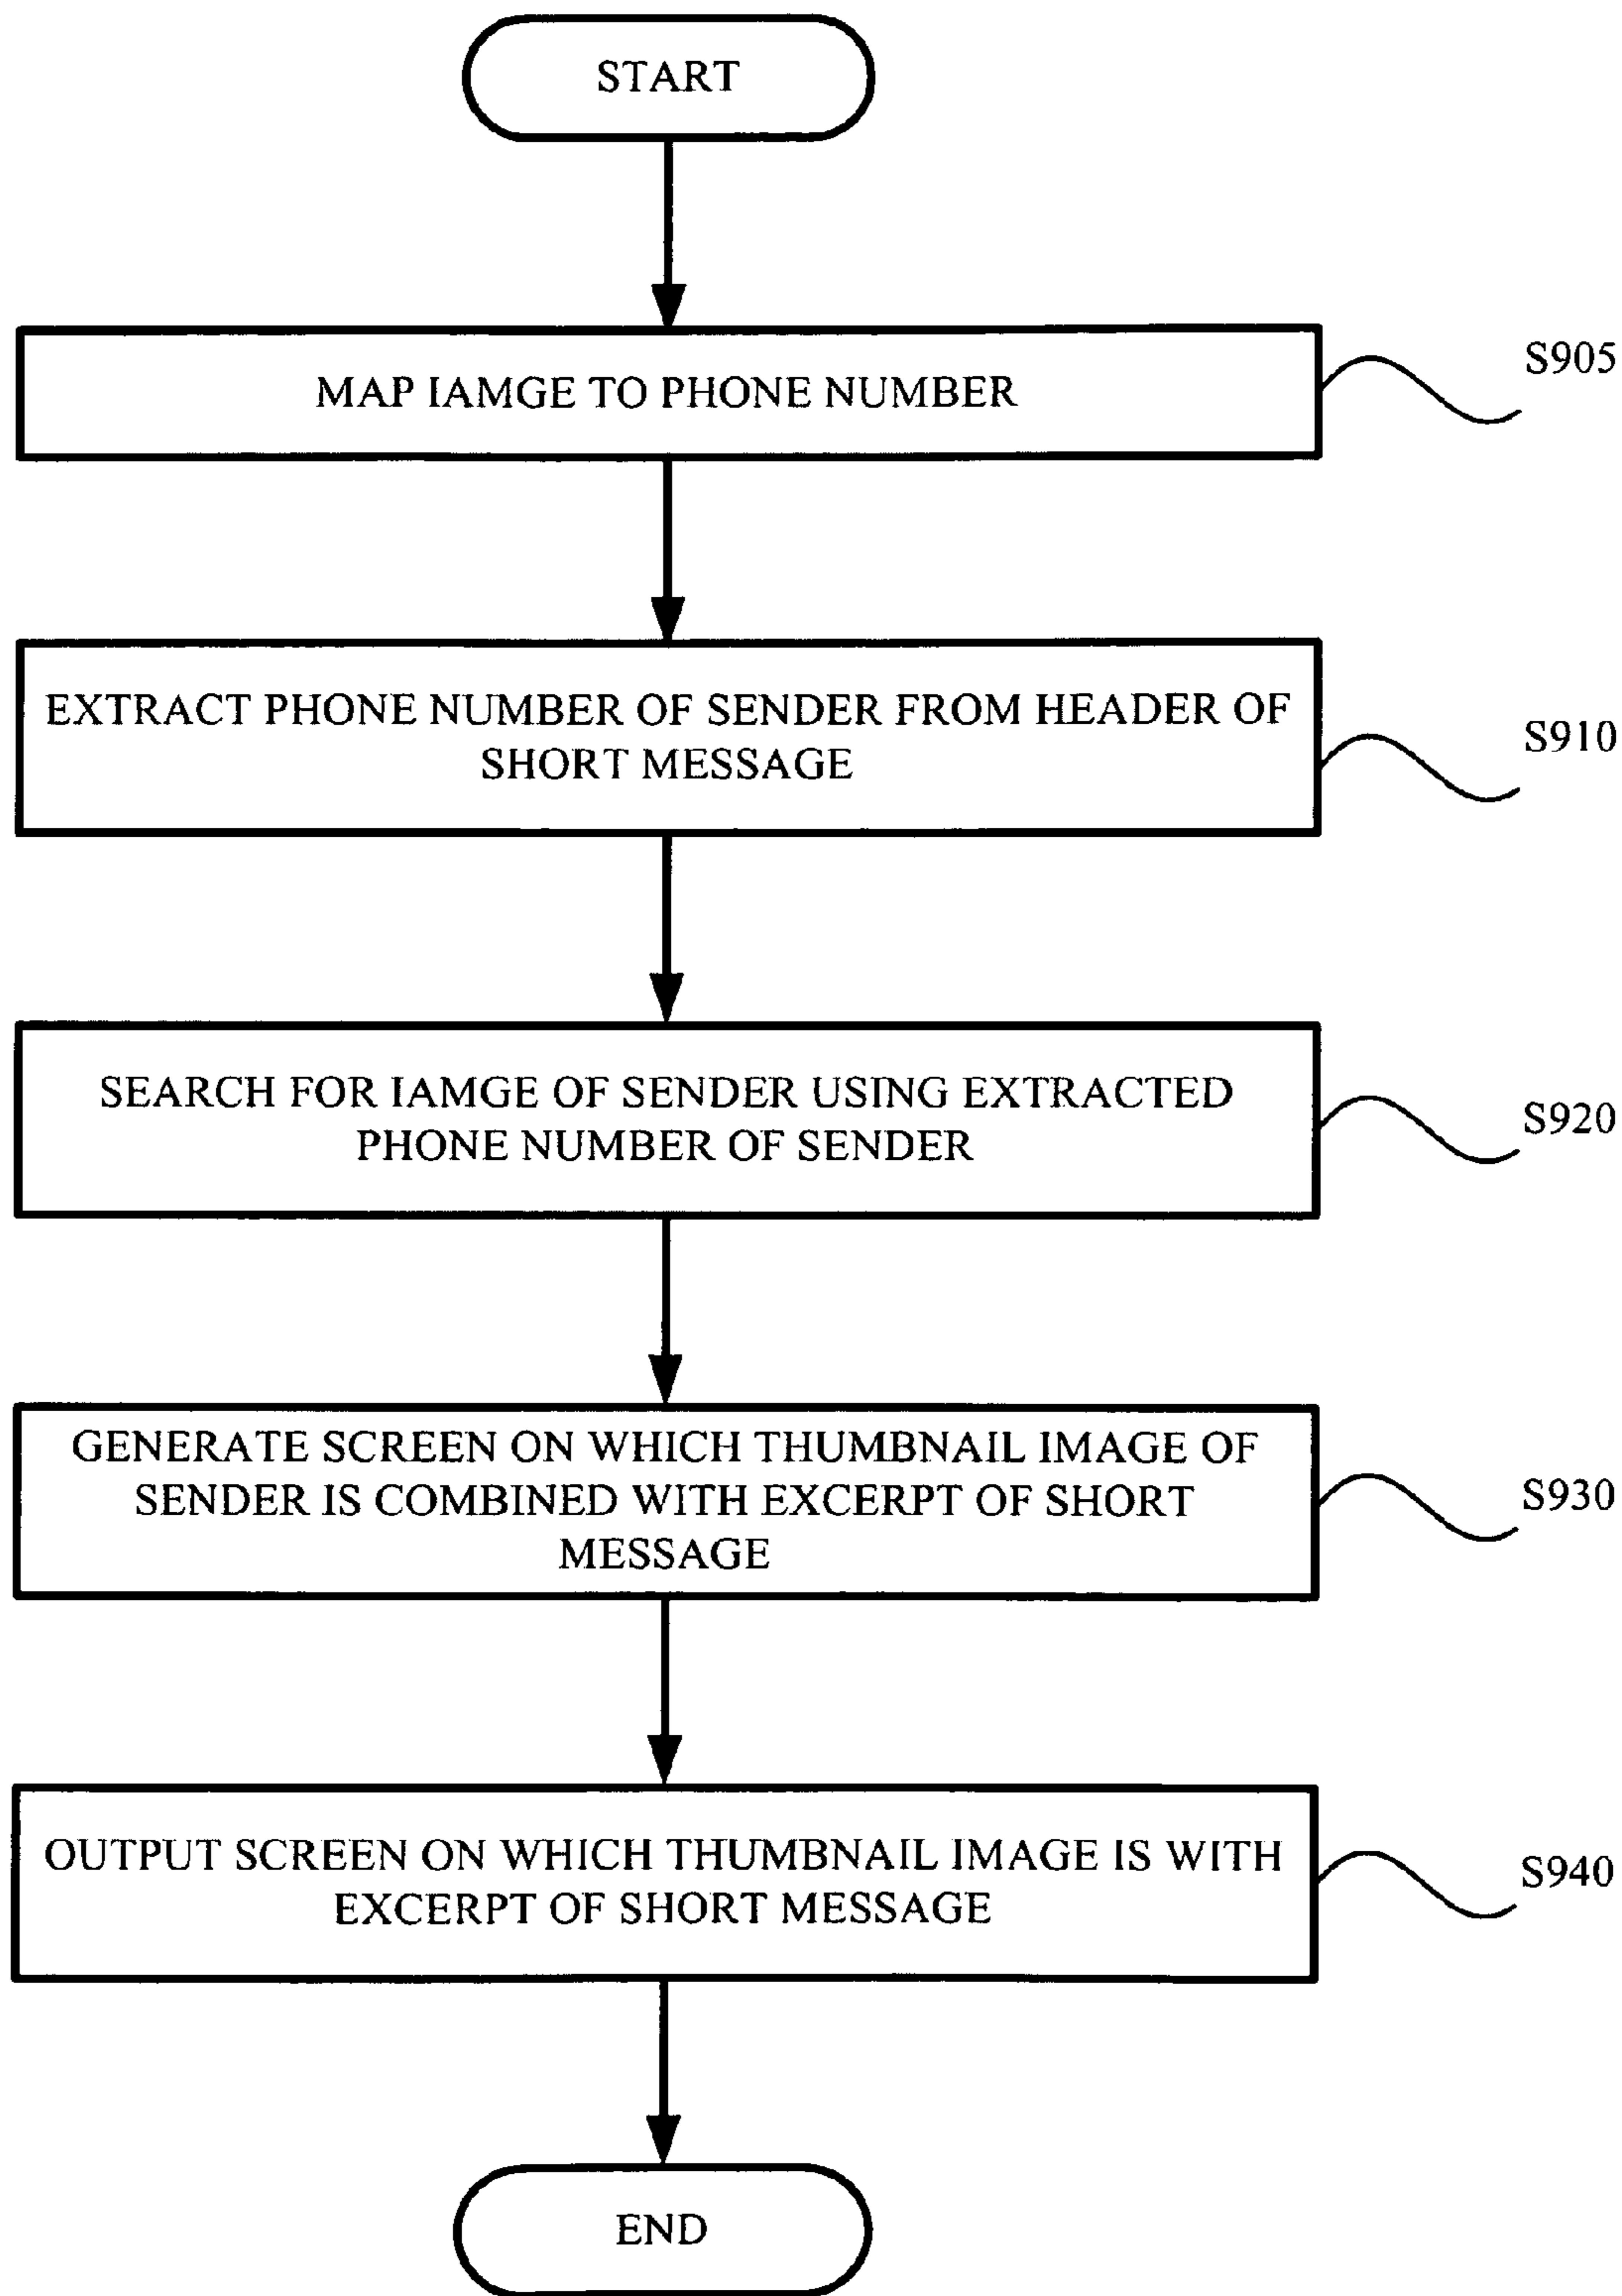 START
MAP IAMGE TO PHONE NUMBER
S905
EXTRACT PHONE NUMBER OF SENDER FROM HEADER OF
SHORT MESSAGE
S910
SEARCH FOR IAMGE OF SENDER USING EXTRACTED
PHONE NUMBER OF SENDER
S920
GENERATE SCREEN ON WHICH THUMBNAIL IMAGE OF
SENDER IS COMBINED WITH EXCERPT OF SHORT
MESSAGE
S930
OUTPUT SCREEN ON WHICH THUMBNAIL IMAGE IS WITH
EXCERPT OF SHORT MESSAGE
S940
END